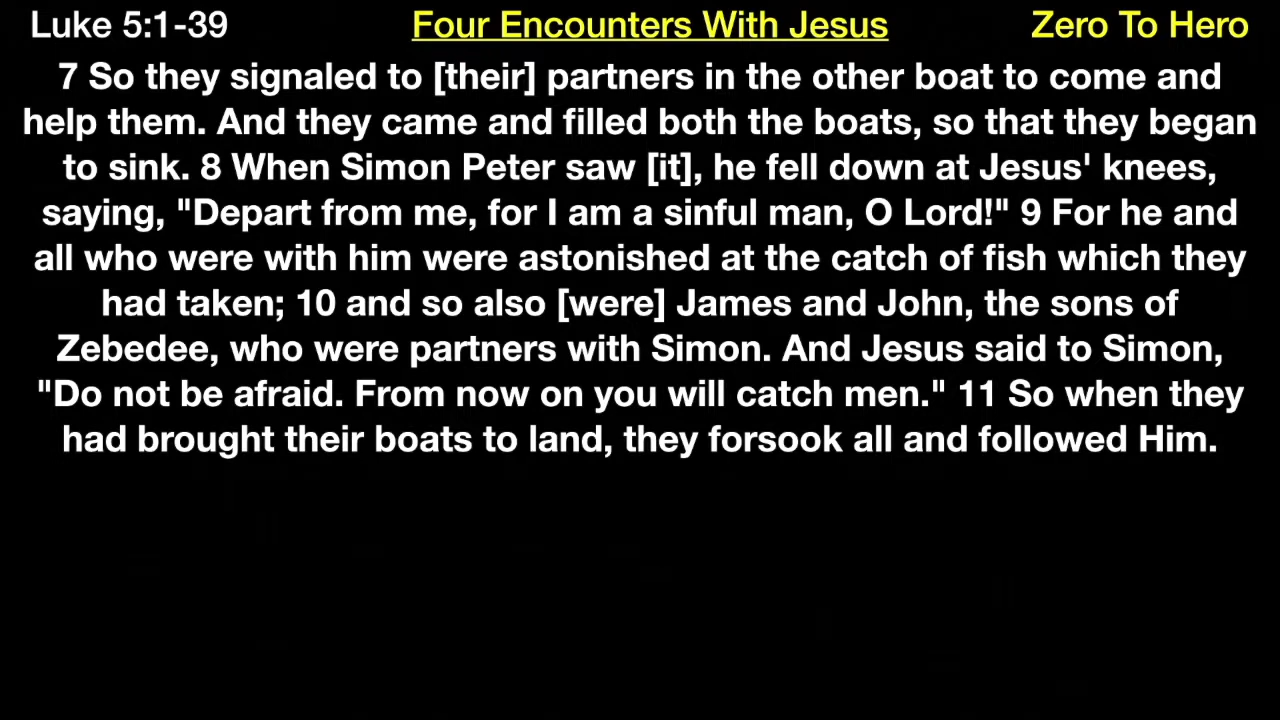 Luke 5:1-39 Four Encounters With Jesus Zero To Hero
7 So they signaled to [their] partners in the other boat to come and
help them. And they came and filled both the boats, so that they began
to sink. 8 When Simon Peter saw [it], he fell down at Jesus' knees,
saying, "Depart from me, for I am a sinful man, O Lord!" 9 For he and
all who were with him were astonished at the catch of fish which they
had taken; 10 and so also [were] James and John, the sons of
Zebedee, who were partners with Simon. And Jesus said to Simon,
"Do not be afraid. From now on you will catch men." 11 So when they
had brought their boats to land, they forsook all and followed Him.